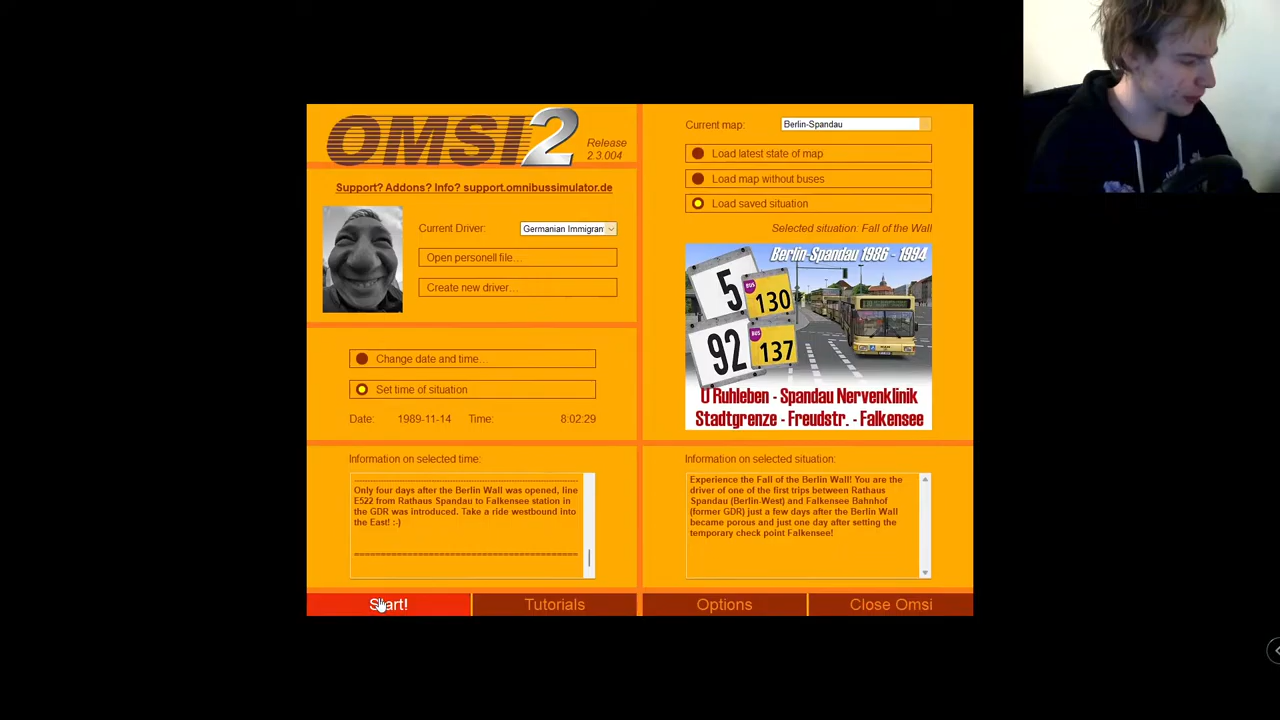 OMSI 2
Release
2.3.004
Support? Addons? Info? support.omnibussimulator.de
Current Driver:
Germanian Immigran
Open personell file...
Create new driver...
Change date and time...
Set time of situation
Date: 1989-11-14 Time: 8:02:29
Information on selected time:
Only four days after the Berlin Wall was opened, line
E522 from Rathaus Spandau to Falkensee station in
the GDR was introduced. Take a ride westbound into
the East! :-)
Current map: Berlin-Spandau
Load latest state of map
Load map without buses
Load saved situation
Selected situation: Fall of the Wall
Berlin-Spandau 1986 - 1994
5
BUS
130
92
BUS
137
U Ruhleben - Spandau Nervenklinik
Stadtgrenze - Freudstr. - Falkensee
Information on selected situation:
Experience the Fall of the Berlin Wall! You are the
driver of one of the first trips between Rathaus
Spandau (Berlin-West) and Falkensee Bahnhof
(former GDR) just a few days after the Berlin Wall
became porous and just one day after setting the
temporary check point Falkensee!
Start!
Tutorials
Options
Close Omsi